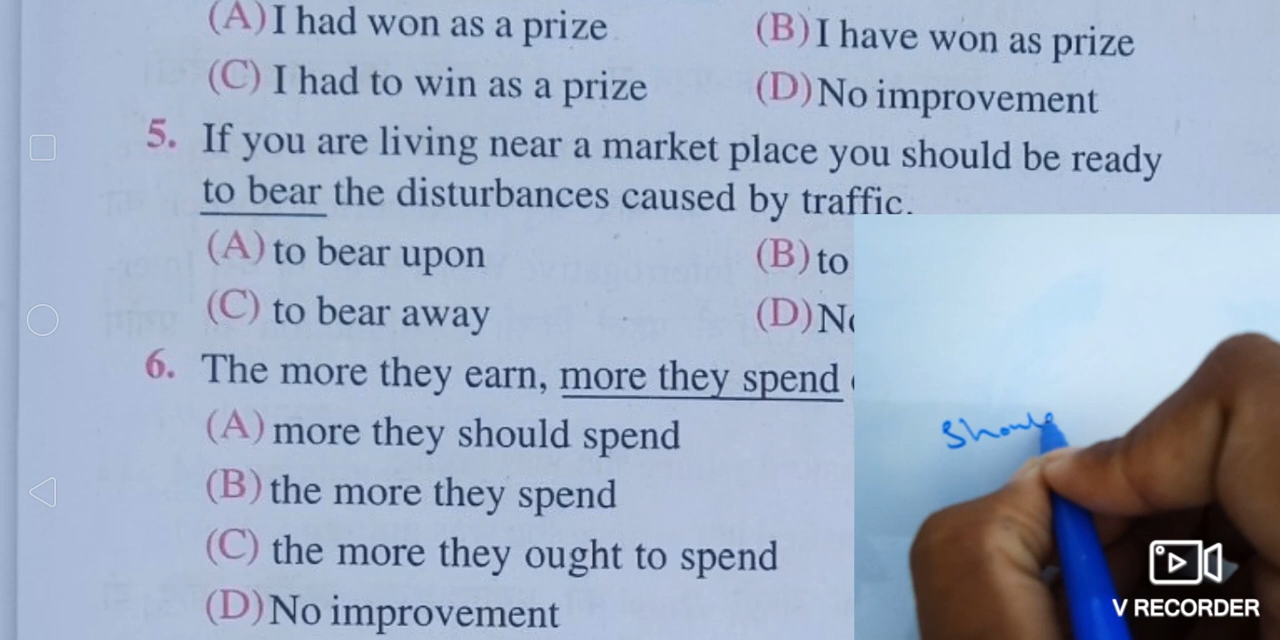 (A) I had won as a prize (B) I have won as prize
(C) I had to win as a prize (D) No improvement
5. If you are living near a market place you should be ready
to bear the disturbances caused by traffic.
(A) to bear upon (B) to
(C) to bear away (D)
6. The more they earn, more they spend
(A) more they should spend
(B) the more they spend
(C) the more they ought to spend
(D) No improvement
V RECORDER